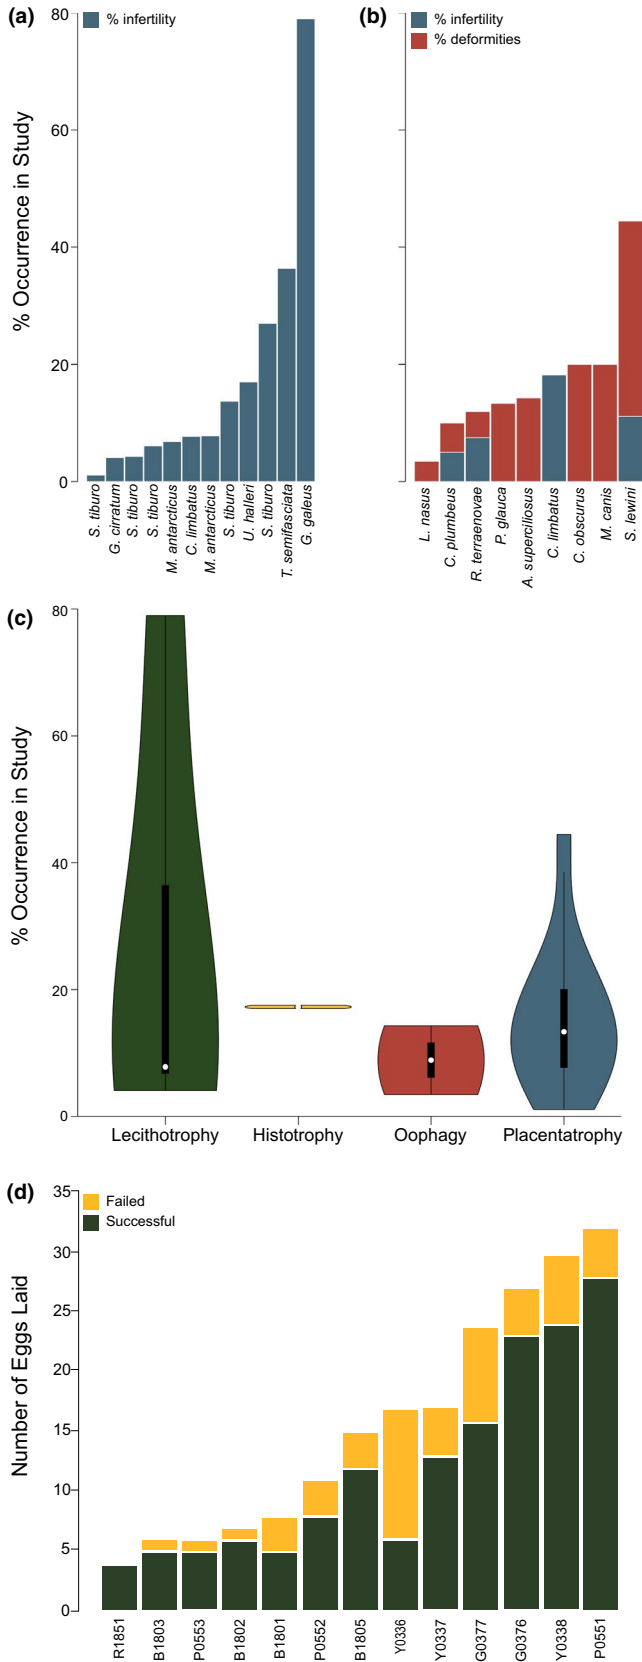 (a)
% infertility
% Occurrence in Study
80
60
40
20
0
S. tiburo
G. cirratum
S. tiburo
S. tiburo
M. antarcticus
C. limbatus
M. antarcticus
S. tiburo
U. halleri
S. tiburo
T. semifasciata
G. galeus
(b)
% infertility
% deformities
L. nasus
C. plumbeus
R. terraenovae
P. glauca
A. superciliosus
C. limbatus
C. obscurus
M. canis
S. lewini
(c)
% Occurrence in Study
80
60
40
20
0
Lecithotrophy
Histotrophy
Oophagy
Placentatrophy
(d)
Failed
Successful
Number of Eggs Laid
35
30
25
20
15
10
5
0
R1851
B1803
P0553
B1802
B1801
P0552
B1805
Y0336
Y0337
G0377
G0376
Y0338
P0551